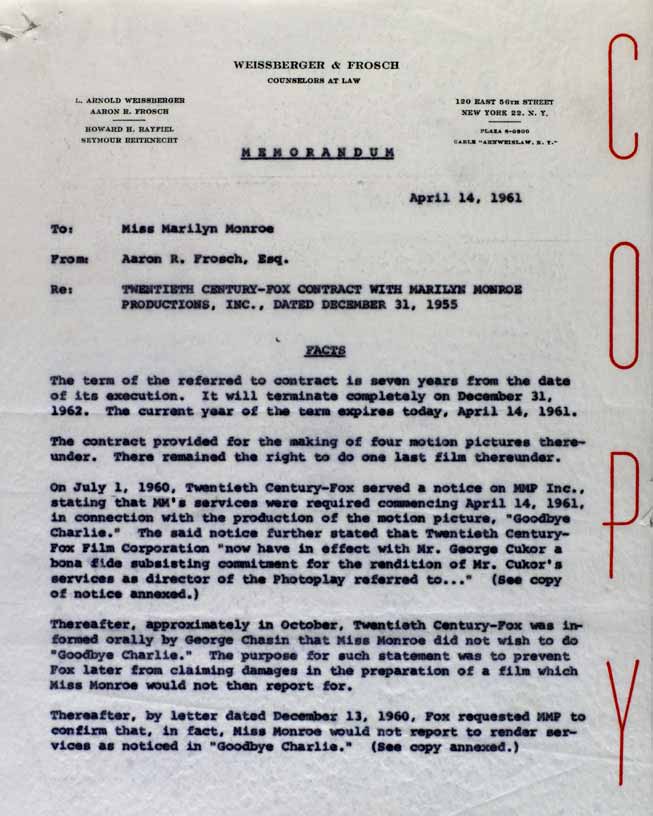 WEISSBERGER & FROSCH
COUNSELORS AT LAW
L. ARNOLD WEISSBERGER
AARON R. FROSCH
HOWARD H. RAYFIEL
SEYMOUR REITKNECHT
120 EAST 56TH STREET
NEW YORK 22, N. Y.
PLAZA 8-0800
CABLE "ARNWEISLAW, N. Y."
MEMORANDUM
April 14, 1961
To: Miss Marilyn Monroe
From: Aaron R. Frosch, Esq.
Re: TWENTIETH CENTURY-FOX CONTRACT WITH MARILYN MONROE
PRODUCTIONS, INC., DATED DECEMBER 31, 1955
FACTS
The term of the referred to contract is seven years from the date
of its execution. It will terminate completely on December 31,
1962. The current year of the term expires today, April 14, 1961.
The contract provided for the making of four motion pictures there-
under. There remained the right to do one last film thereunder.
On July 1, 1960, Twentieth Century-Fox served a notice on MMP Inc.,
stating that MM's services were required commencing April 14, 1961,
in connection with the production of the motion picture, "Goodbye
Charlie." The said notice further stated that Twentieth Century-
Fox Film Corporation "now have in effect with Mr. George Cukor a
bona fide subsisting commitment for the rendition of Mr. Cukor's
services as director of the Photoplay referred to..." (See copy
of notice annexed.)
Thereafter, approximately in October, Twentieth Century-Fox was in-
formed orally by George Chasin that Miss Monroe did not wish to do
"Goodbye Charlie." The purpose for such statement was to prevent
Fox later from claiming damages in the preparation of a film which
Miss Monroe would not then report for.
Thereafter, by letter dated December 13, 1960, Fox requested MMP to
confirm that, in fact, Miss Monroe would not report to render ser-
vices as noticed in "Goodbye Charlie." (See copy annexed.)
COPY